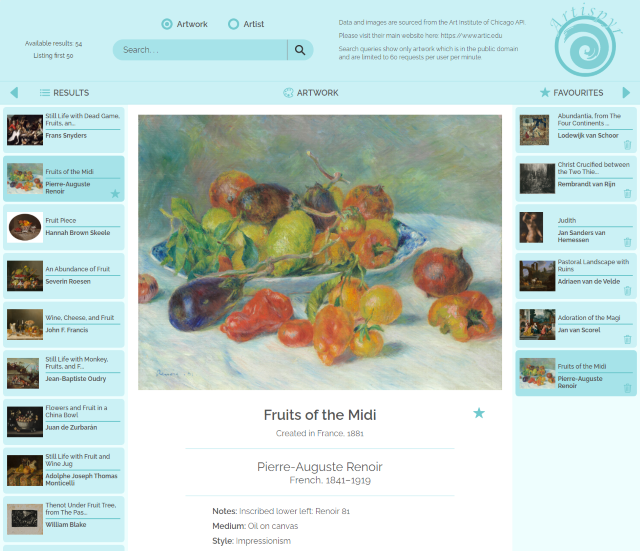 Artwork
Artist
Available results: 54
Listing first 50
Search. . .
Data and images are sourced from the Art Institute of Chicago API.
Please visit their main website here: https://www.artic.edu
Search queries show only artwork which is in the public domain
and are limited to 60 requests per user per minute.
Artispyr
RESULTS
ARTWORK
FAVOURITES
Still Life with Dead Game,
Fruits, an...
Frans Snyders
Fruits of the Midi
Pierre-Auguste
Renoir
Fruit Piece
Hannah Brown Skeele
An Abundance of Fruit
Severin Roesen
Wine, Cheese, and Fruit
John F. Francis
Still Life with Monkey,
Fruits, and F...
Jean-Baptiste Oudry
Flowers and Fruit in a
China Bowl
Juan de Zurbarán
Still Life with Fruit and
Wine Jug
Adolphe Joseph Thomas
Monticelli
Thenot Under Fruit Tree,
from The Pas...
William Blake
Fruits of the Midi
Created in France, 1881
Pierre-Auguste Renoir
French, 1841–1919
Notes: Inscribed lower left: Renoir 81
Medium: Oil on canvas
Style: Impressionism
Abundantia, from The
Four Continents ...
Lodewijk van Schoor
Christ Crucified between
the Two Thie...
Rembrandt van Rijn
Judith
Jan Sanders van
Hemessen
Pastoral Landscape with
Ruins
Adriaen van de Velde
Adoration of the Magi
Jan van Scorel
Fruits of the Midi
Pierre-Auguste
Renoir